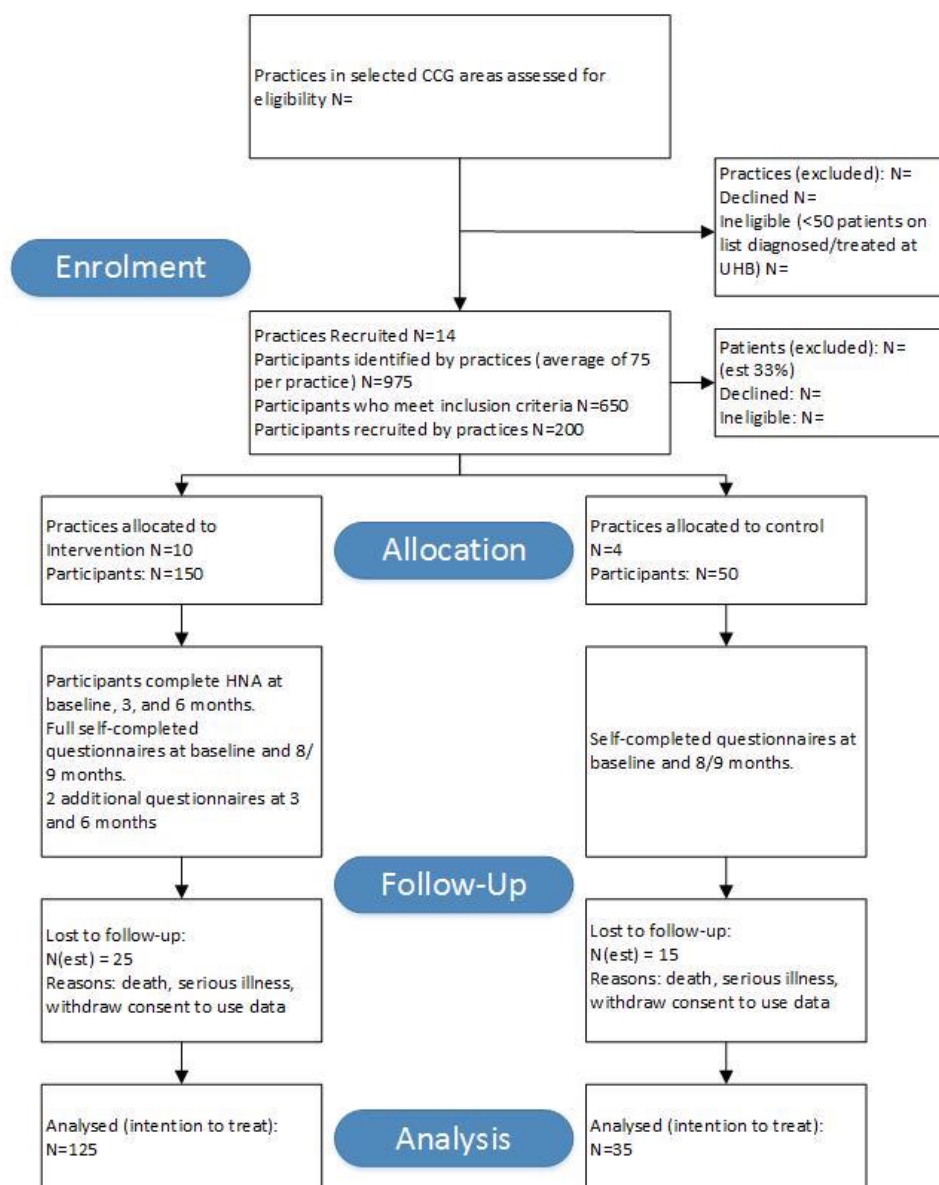 Practices in selected CCG areas assessed for
eligibility N=
Practices (excluded): N=
Declined N=
Ineligible (<50 patients on
list diagnosed/treated at
UHB) N=
Enrolment
Practices Recruited N=14
Participants identified by practices (average of 75
per practice) N=975
Participants who meet inclusion criteria N=650
Participants recruited by practices N=200
Patients (excluded): N=
(est 33%)
Declined: N=
Ineligible: N=
Practices allocated to
Intervention N=10
Participants: N=150
Allocation
Practices allocated to control
N=4
Participants: N=50
Participants complete HNA at
baseline, 3, and 6 months.
Full self-completed
questionnaires at baseline and 8/
9 months.
2 additional questionnaires at 3
and 6 months
Self-completed questionnaires at
baseline and 8/9 months.
Follow-Up
Lost to follow-up:
N(est) = 25
Reasons: death, serious illness,
withdraw consent to use data
Lost to follow-up:
N(est) = 15
Reasons: death, serious illness,
withdraw consent to use data
Analysed (intention to treat):
N=125
Analysis
Analysed (intention to treat):
N=35